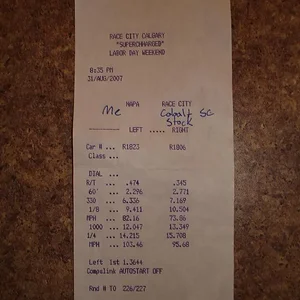 RACE CITY CALGARY
"SUPERCHARGED"
LABOR DAY WEEKEND
8:35 PM
31/AUG/2007
NAPA RACE CITY
Me Cobalt SC
Stock
-------- LEFT ..... RIGHT
Car # ... R1823 R1806
Class ...
DIAL ...
R/T ... .474 .345
60' ... 2.296 2.771
330 ... 6.336 7.169
1/8 ... 9.411 10.504
MPH ... 82.16 73.86
1000 ... 12.047 13.349
1/4 ... 14.215 15.708
MPH ... 103.46 95.68
Left 1st 1.3644
Compulink AUTOSTART OFF
Rnd # TO 226/227